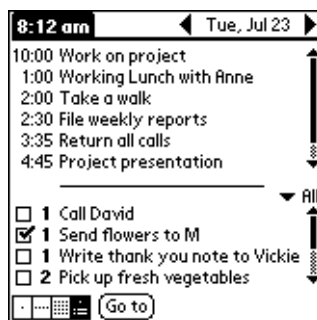 8:12 am Tue, Jul 23
10:00 Work on project
1:00 Working Lunch with Anne
2:00 Take a walk
2:30 File weekly reports
3:35 Return all calls
4:45 Project presentation
All
1 Call David
1 Send flowers to M
1 Write thank you note to Vickie
2 Pick up fresh vegetables
Go to